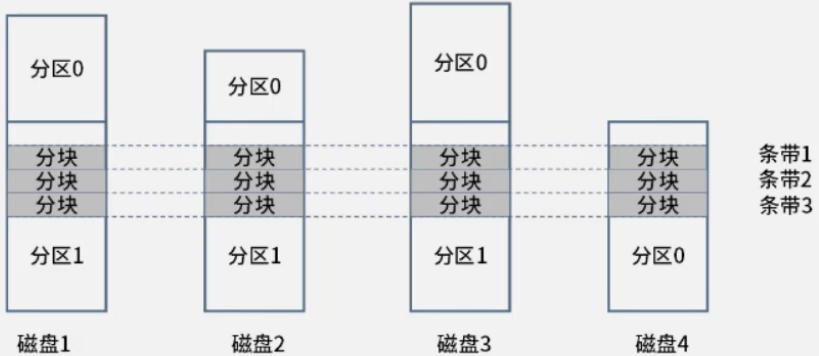 分区0 分区0 分区0
分块 分块 分块 分块 条带1
分块 分块 分块 分块 条带2
分块 分块 分块 分块 条带3
分区1 分区1 分区1 分区0
磁盘1 磁盘2 磁盘3 磁盘4